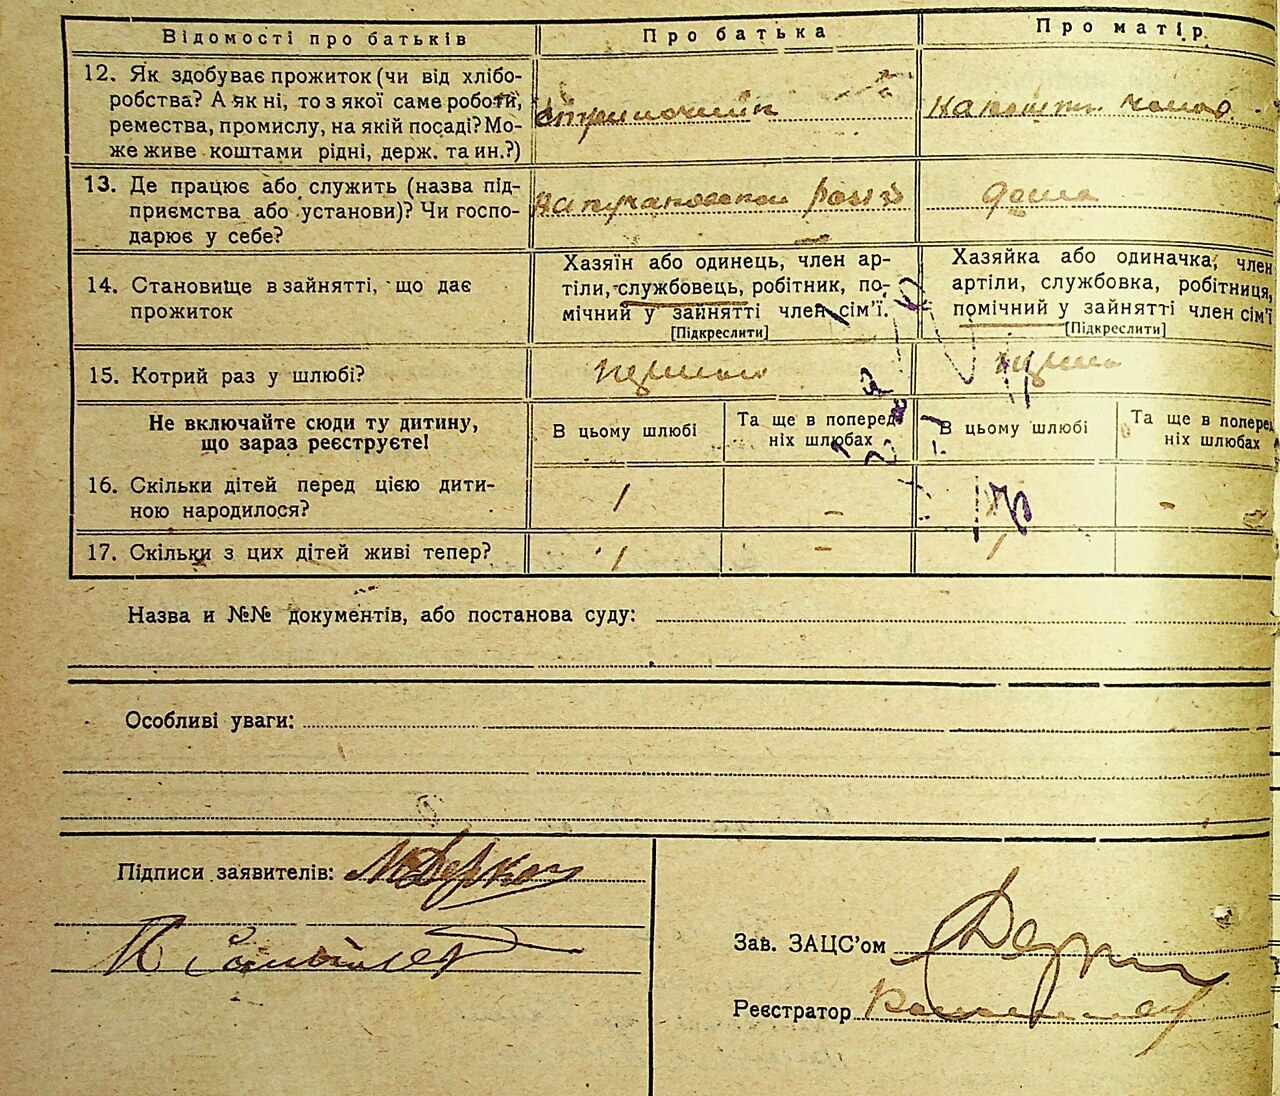 Відомості про батьків Про батька Про матір
12. Як здобуває прожиток (чи від хлібо-
робства? А як ні, то з якої саме роботи,
ремества, промислу, на якій посаді? Мо-
же живе коштами рідні, держ. та ин.?)
13. Де працює або служить (назва під-
приємства або установи)? Чи госпо-
дарює у себе?
дома
14. Становище в зайнятті, що дає
прожиток
Хазяїн або одинець, член ар-
тіли, службовець, робітник, по-
мічний у зайнятті член сім'ї.
[Підкреслити]
Хазяйка або одиначка, член
артіли, службовка, робітниця,
помічний у зайнятті член сім'ї
[Підкреслити]
15. Котрий раз у шлюбі?
Не включайте сюди ту дитину,
що зараз реєструєте!
В цьому шлюбі
Та ще в поперед
ніх шлюбах
В цьому шлюбі
Та ще в поперед
ніх шлюбах
16. Скільки дітей перед цією дити-
ною народилося?
1 - -
17. Скільки з цих дітей живі тепер?
1 - 1
Назва и №№ документів, або постанова суду:
Особливі уваги:
Підписи заявителів:
Зав. ЗАЦС'ом
Реєстратор